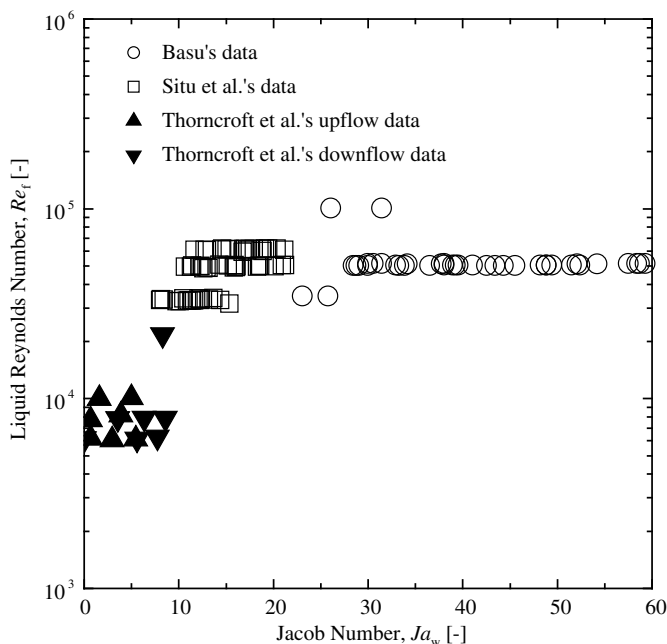 10^6
Basu's data
Situ et al.'s data
Thorncroft et al.'s upflow data
Thorncroft et al.'s downflow data
Liquid Reynolds Number, Re_f [-]
10^5
10^4
10^3
0 10 20 30 40 50 60
Jacob Number, Ja_w [-]